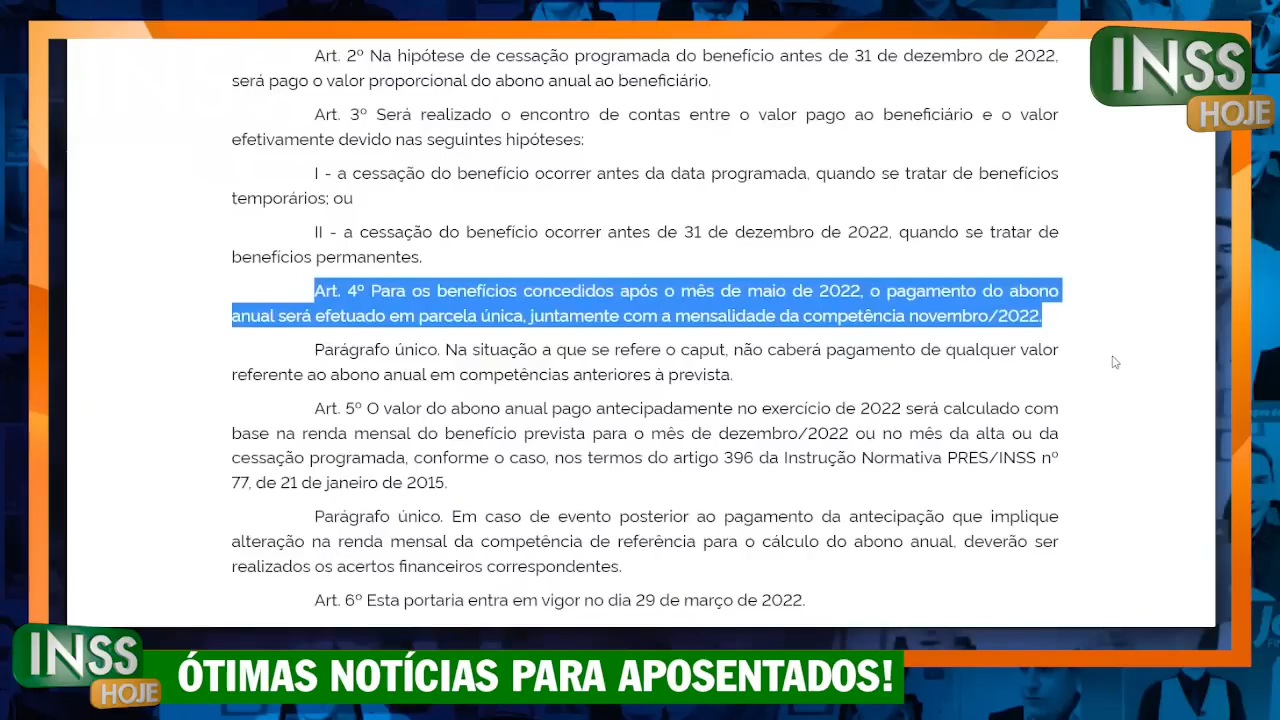 Art. 2º Na hipótese de cessação programada do benefício antes de 31 de dezembro de 2022,
será pago o valor proporcional do abono anual ao beneficiário.
Art. 3º Será realizado o encontro de contas entre o valor pago ao beneficiário e o valor
efetivamente devido nas seguintes hipóteses:
I - a cessação do benefício ocorrer antes da data programada, quando se tratar de benefícios
temporários; ou
II - a cessação do benefício ocorrer antes de 31 de dezembro de 2022, quando se tratar de
benefícios permanentes.
Art. 4º Para os benefícios concedidos após o mês de maio de 2022, o pagamento do abono
anual será efetuado em parcela única, juntamente com a mensalidade da competência novembro/2022.
Parágrafo único. Na situação a que se refere o caput, não caberá pagamento de qualquer valor
referente ao abono anual em competências anteriores à prevista.
Art. 5º O valor do abono anual pago antecipadamente no exercício de 2022 será calculado com
base na renda mensal do benefício prevista para o mês de dezembro/2022 ou no mês da alta ou da
cessação programada, conforme o caso, nos termos do artigo 396 da Instrução Normativa PRES/INSS nº
77, de 21 de janeiro de 2015.
Parágrafo único. Em caso de evento posterior ao pagamento da antecipação que implique
alteração na renda mensal da competência de referência para o cálculo do abono anual, deverão ser
realizados os acertos financeiros correspondentes.
Art. 6º Esta portaria entra em vigor no dia 29 de março de 2022.
INSS
HOJE
INSS
HOJE
ÓTIMAS NOTÍCIAS PARA APOSENTADOS!